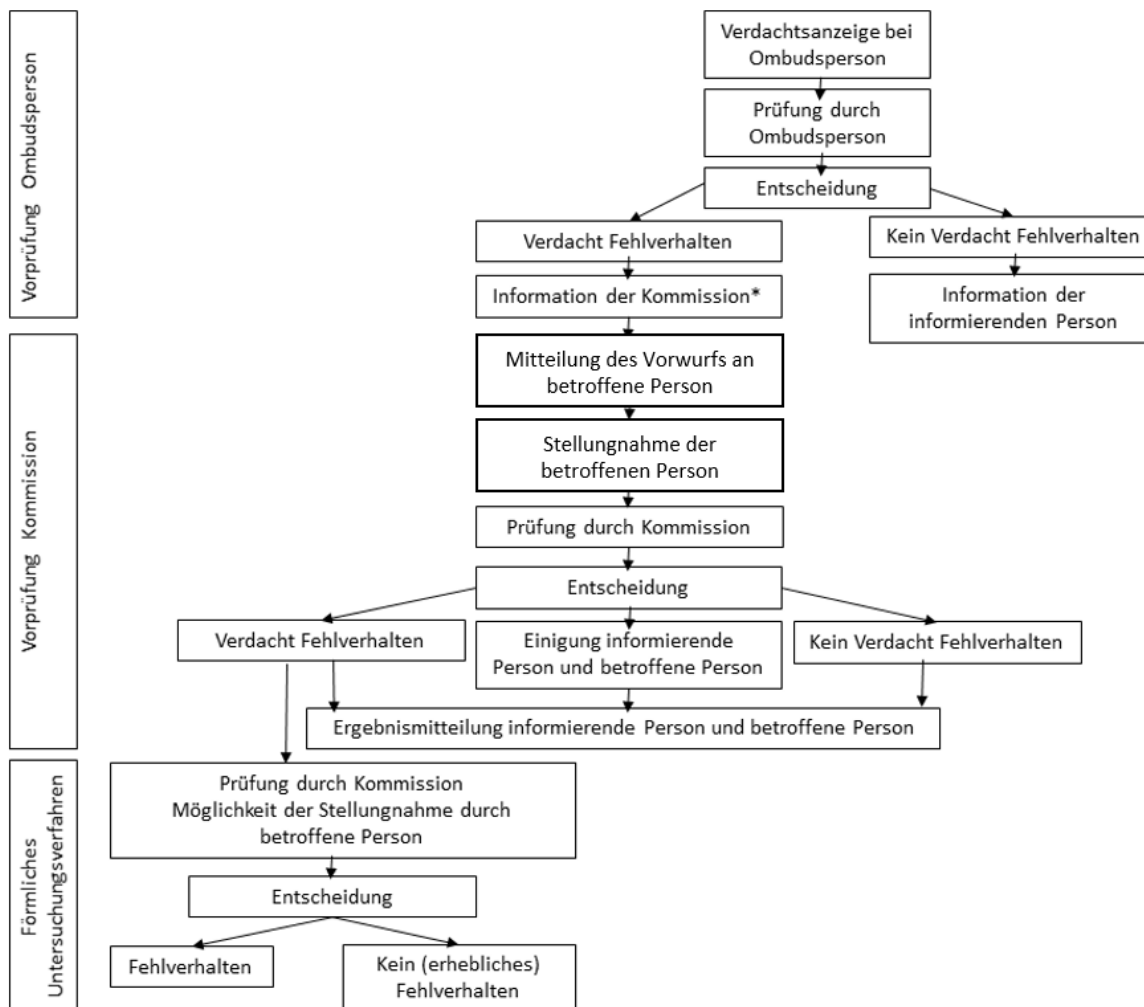 Vorprüfung Ombudsperson
Verdachtsanzeige bei
Ombudsperson
Prüfung durch
Ombudsperson
Entscheidung
Verdacht Fehlverhalten
Kein Verdacht Fehlverhalten
Information der Kommission*
Information der
informierenden Person
Vorprüfung Kommission
Mitteilung des Vorwurfs an
betroffene Person
Stellungnahme der
betroffenen Person
Prüfung durch Kommission
Entscheidung
Verdacht Fehlverhalten
Einigung informierende
Person und betroffene Person
Kein Verdacht Fehlverhalten
Ergebnismitteilung informierende Person und betroffene Person
Förmliches
Untersuchungsverfahren
Prüfung durch Kommission
Möglichkeit der Stellungnahme durch
betroffene Person
Entscheidung
Fehlverhalten
Kein (erhebliches)
Fehlverhalten